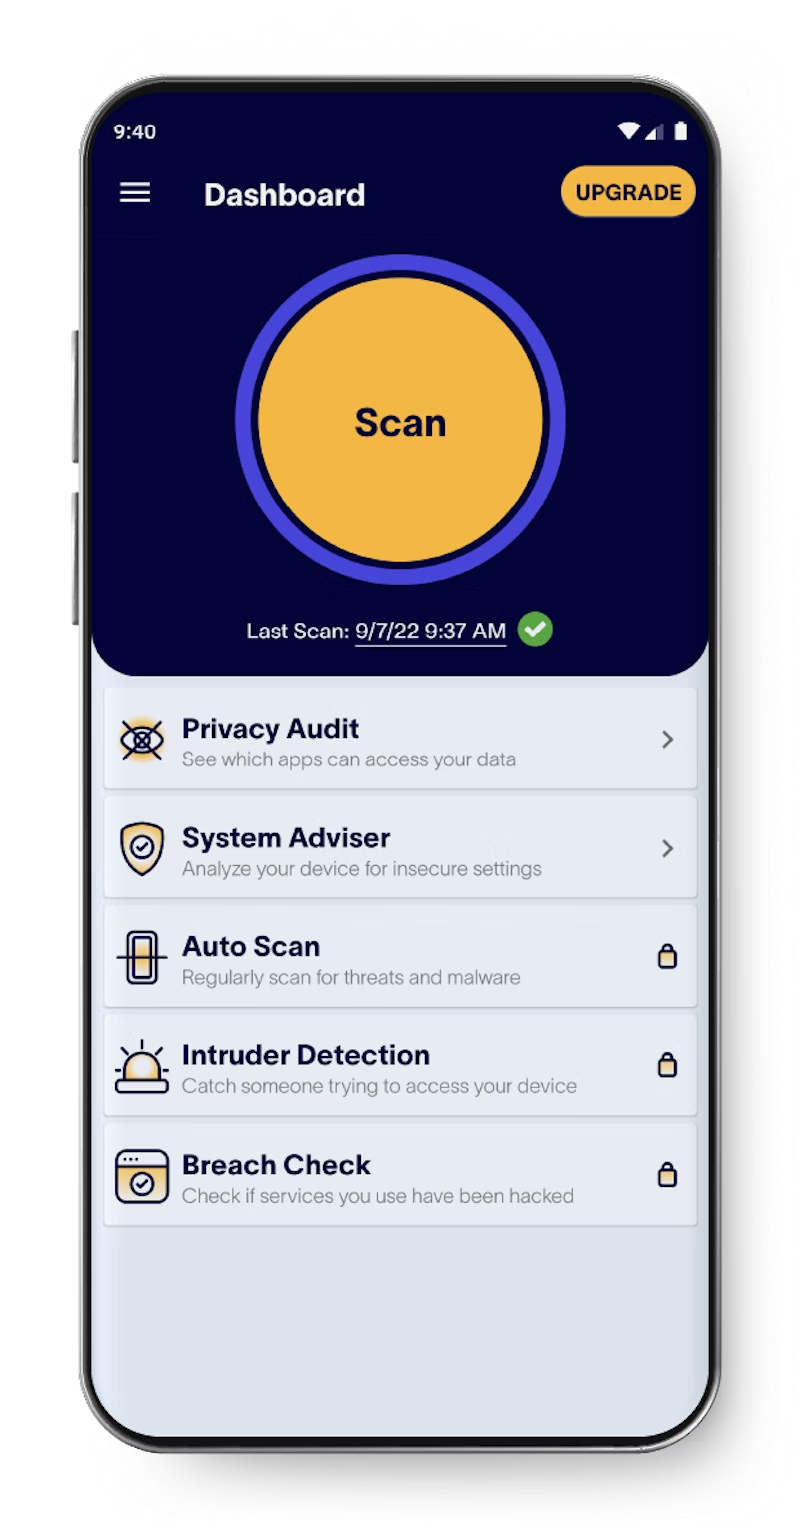 9:40
Dashboard
UPGRADE
Scan
Last Scan: 9/7/22 9:37 AM
Privacy Audit
See which apps can access your data
System Adviser
Analyze your device for insecure settings
Auto Scan
Regularly scan for threats and malware
Intruder Detection
Catch someone trying to access your device
Breach Check
Check if services you use have been hacked